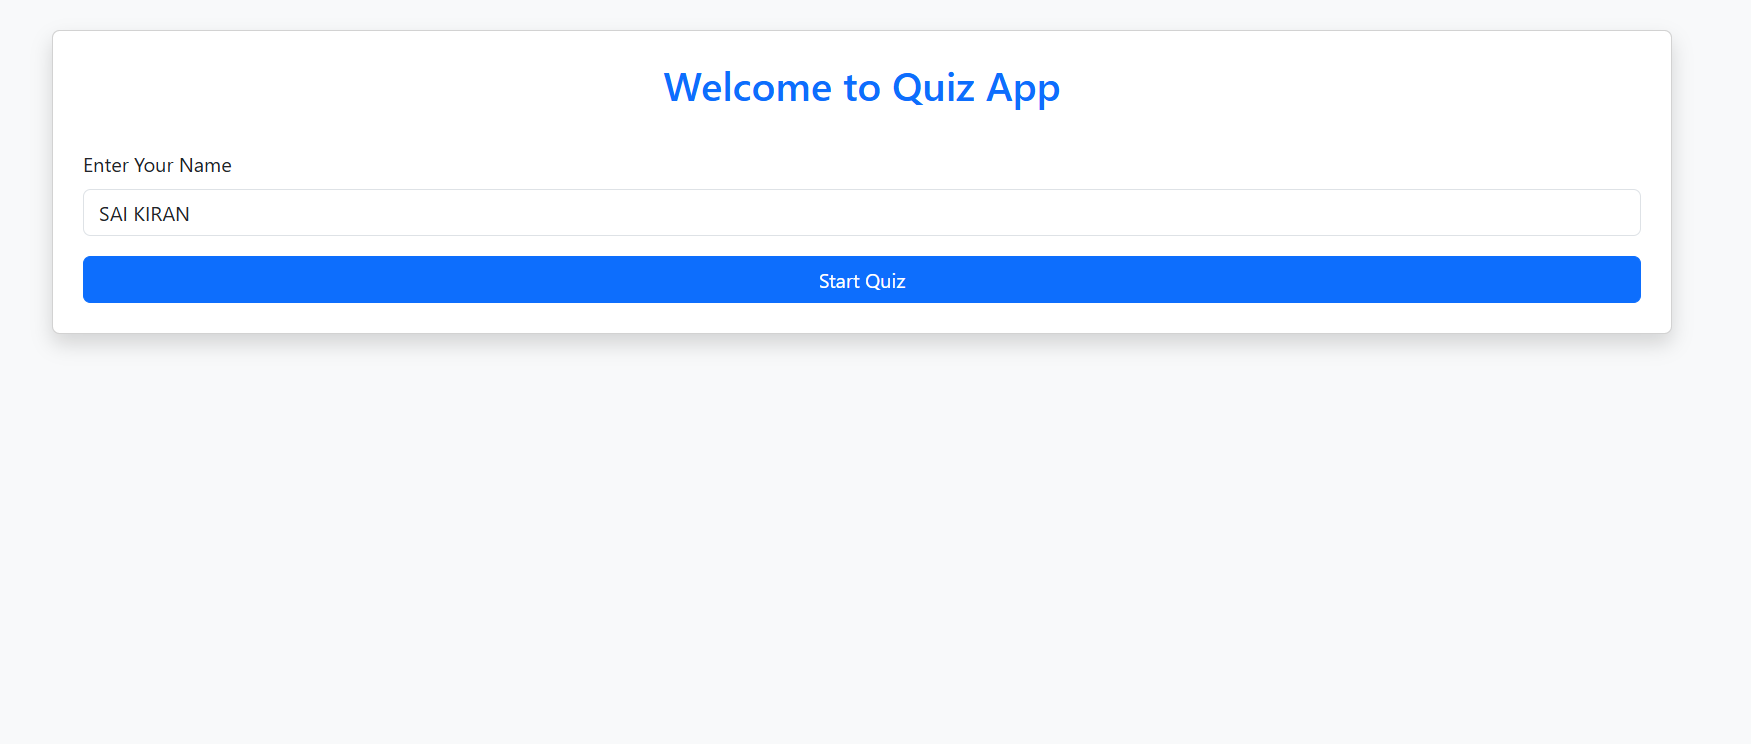 Welcome to Quiz App
Enter Your Name
SAI KIRAN
Start Quiz